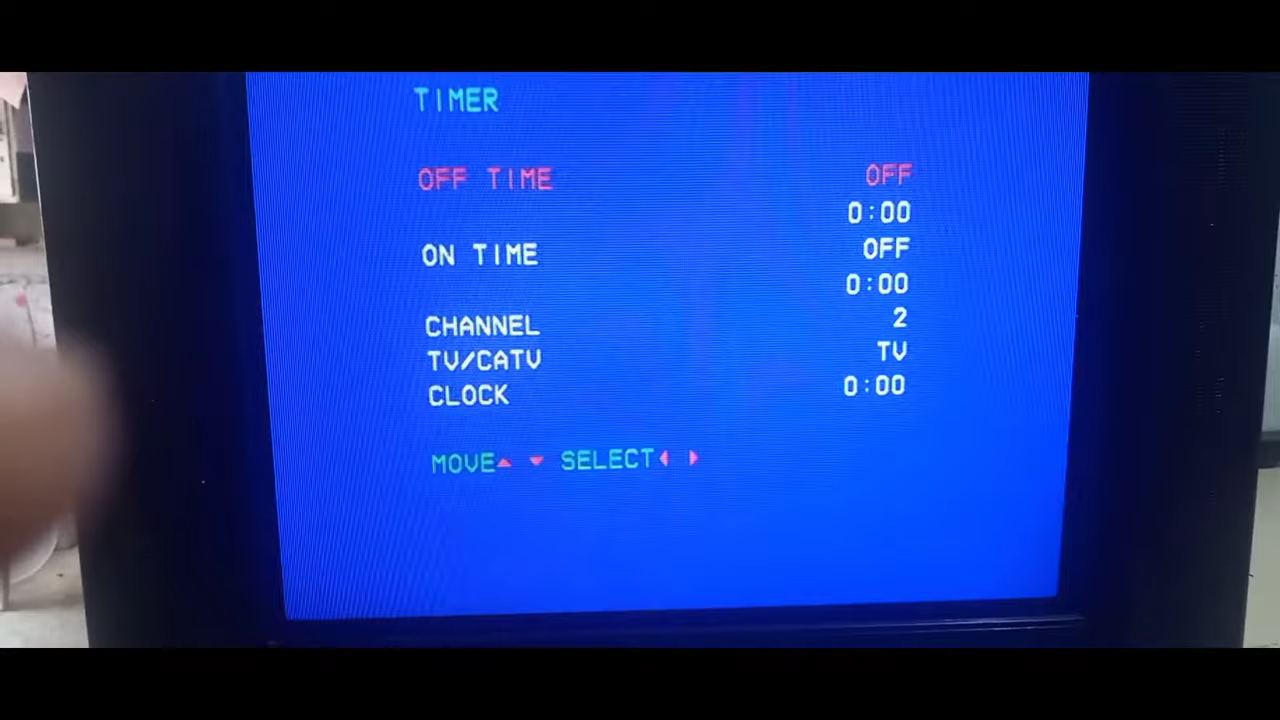 TIMER
OFF TIME OFF
0:00
ON TIME OFF
0:00
CHANNEL 2
TV/CATV TV
CLOCK 0:00
MOVE▲ ▼ SELECT◀ ▶